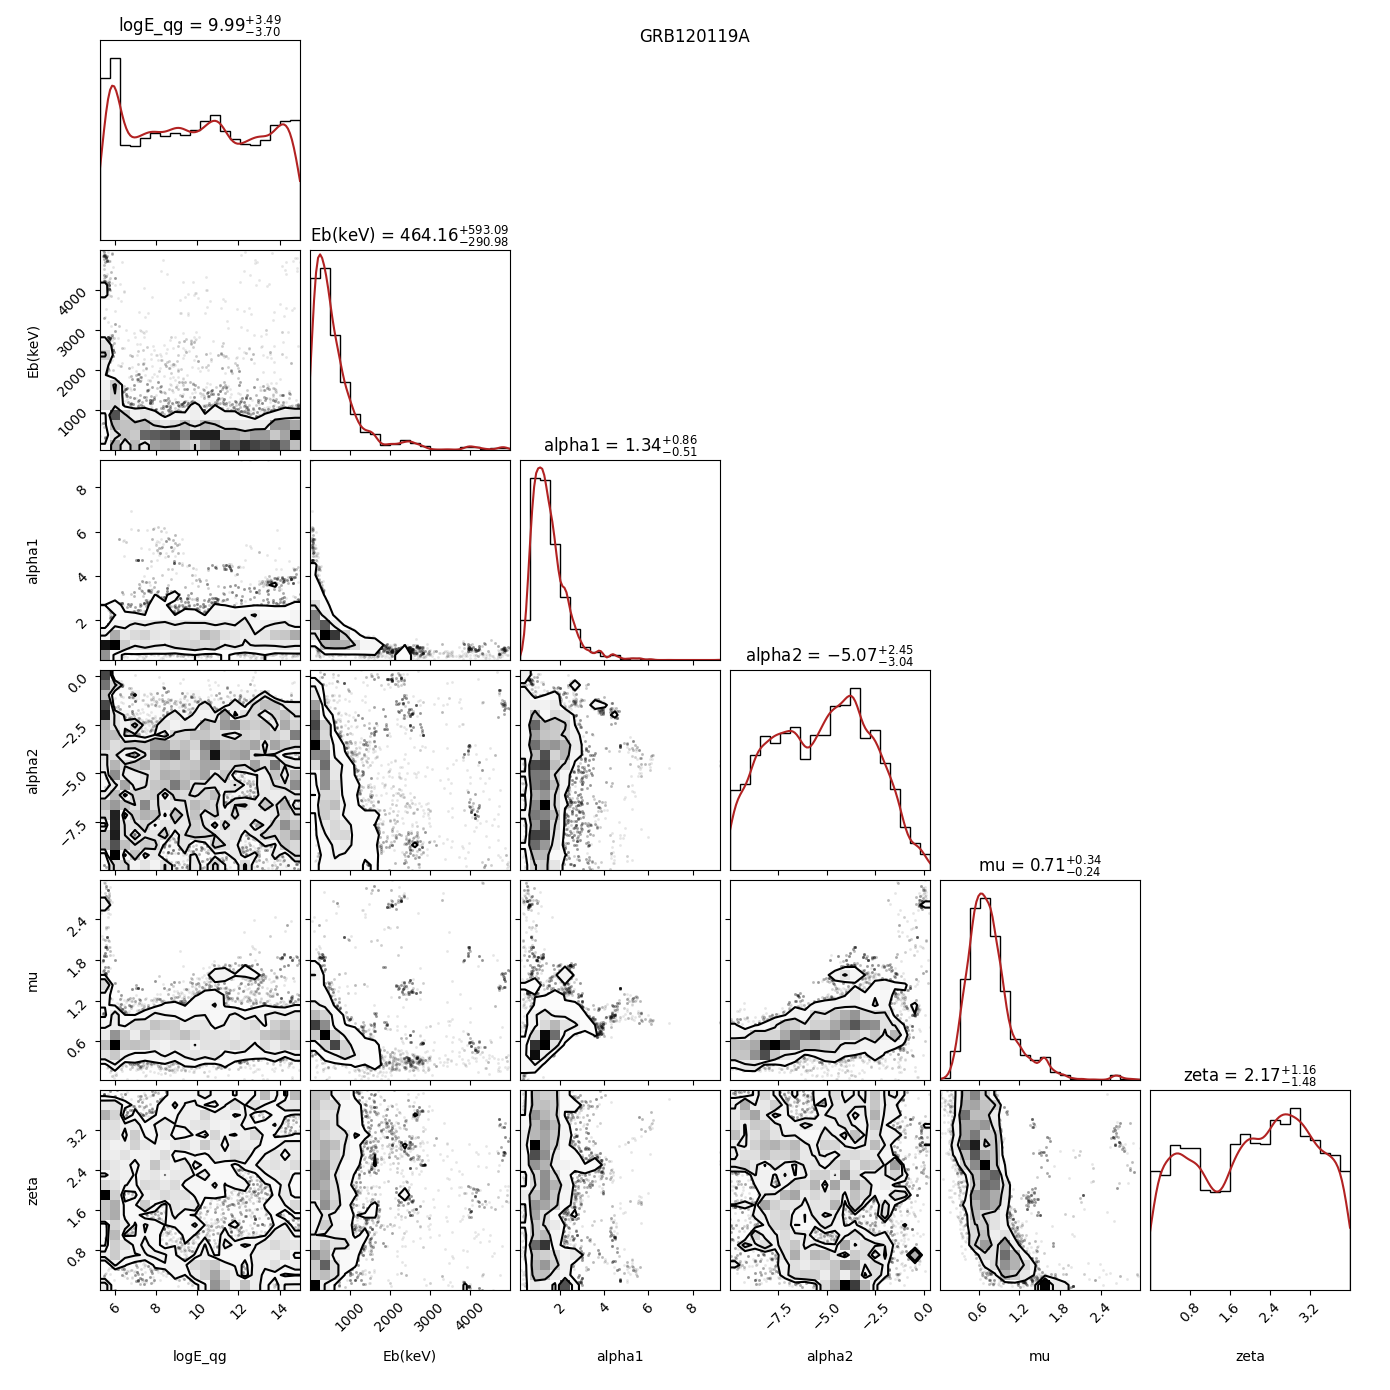 GRB120119A
logE_qg = 9.99+3.49 −3.70
Eb(keV) = 464.16+593.09 −290.98
Eb(keV)
4000
3000
2000
1000
alpha1 = 1.34+0.86 −0.51
alpha1
8
6
4
2
alpha2 = −5.07+2.45 −3.04
alpha2
0.0
−2.5
−5.0
−7.5
mu = 0.71+0.34 −0.24
mu
2.4
1.8
1.2
0.6
zeta = 2.17+1.16 −1.48
zeta
3.2
2.4
1.6
0.8
6 8 10 12 14 1000 2000 3000 4000 2 4 6 8 −7.5 −5.0 −2.5 0.0 0.6 1.2 1.8 2.4 0.8 1.6 2.4 3.2
logE_qg Eb(keV) alpha1 alpha2 mu zeta